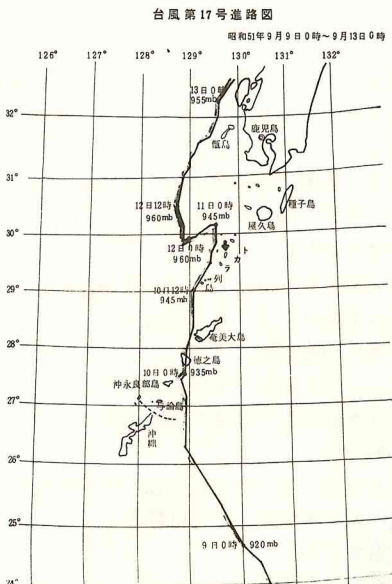 台風第17号進路図
昭和51年9月9日0時～9月13日0時
126° 127° 128° 129° 130° 131° 132°
13日0時
955mb
32°
鹿児島
甑島
31°
12日12時
960mb
11日0時
945mb
種子島
屋久島
30°
12日0時
960mb
トカラ列島
10日12時
945mb
29°
奄美大島
28°
徳之島
10日0時
935mb
沖永良部島
27°
与論島
沖縄
26°
25°
9日0時 920mb
24°